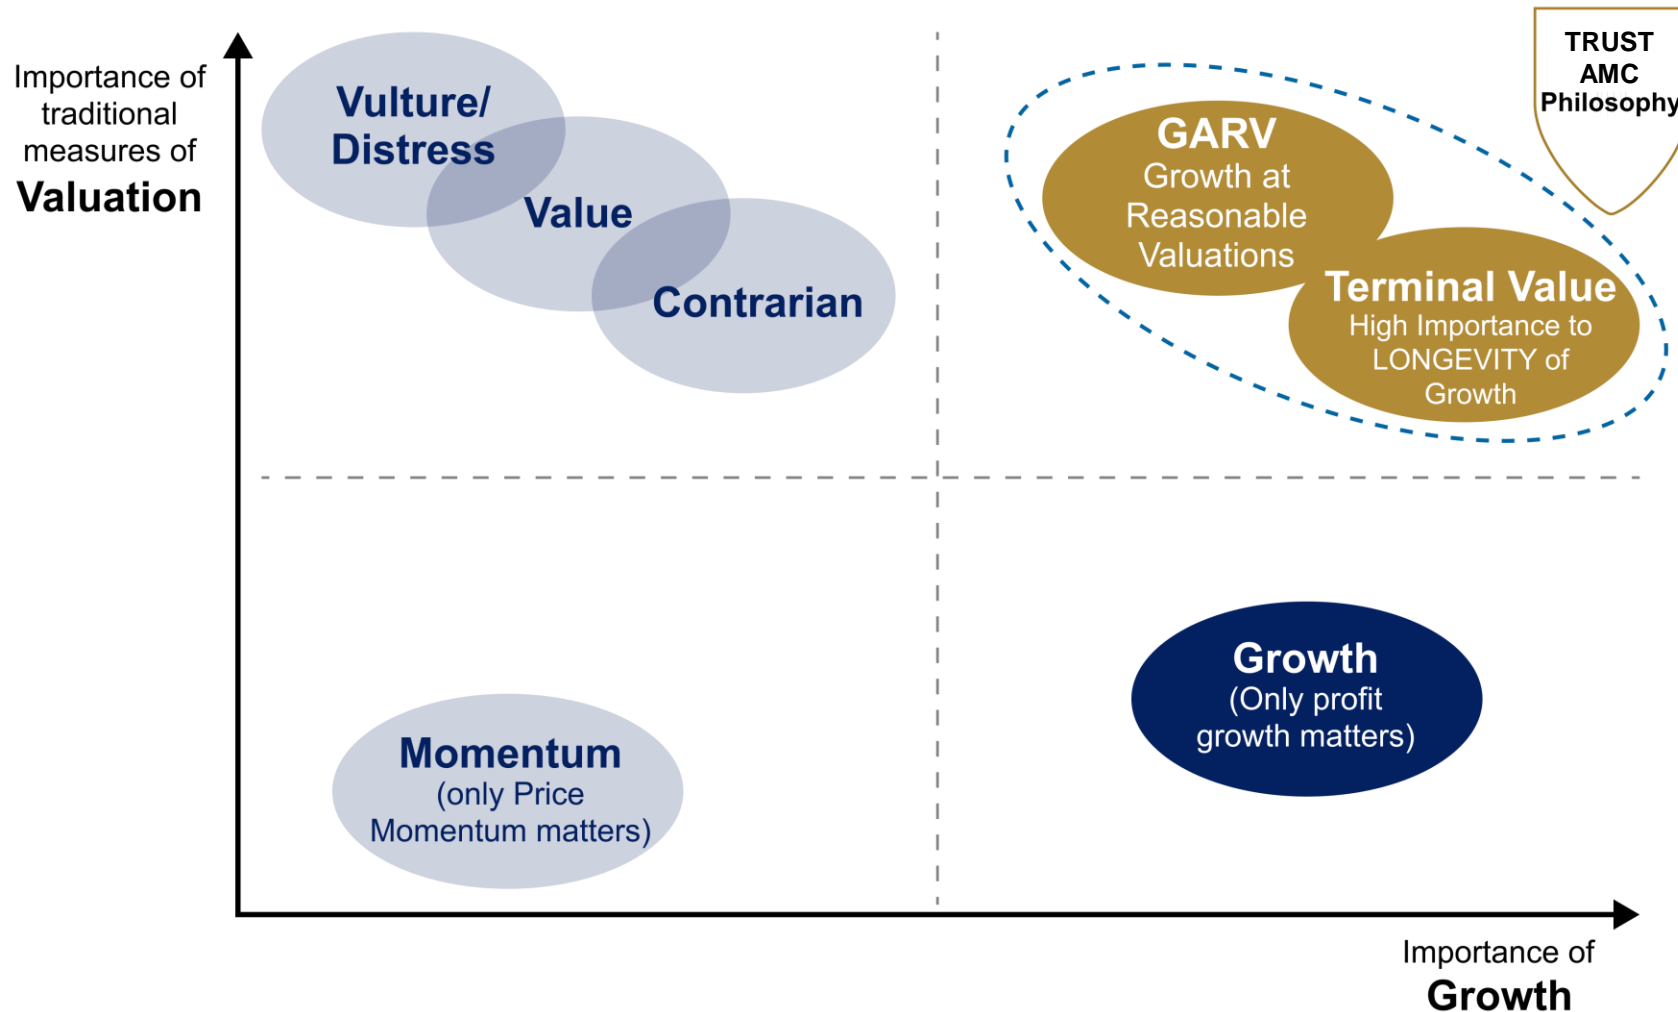 Importance of
traditional
measures of
Valuation
Vulture/
Distress
Value
Contrarian
GARV
Growth at
Reasonable
Valuations
Terminal Value
High Importance to
LONGEVITY of
Growth
TRUST
AMC
Philosophy
Momentum
(only Price
Momentum matters)
Growth
(Only profit
growth matters)
Importance of
Growth